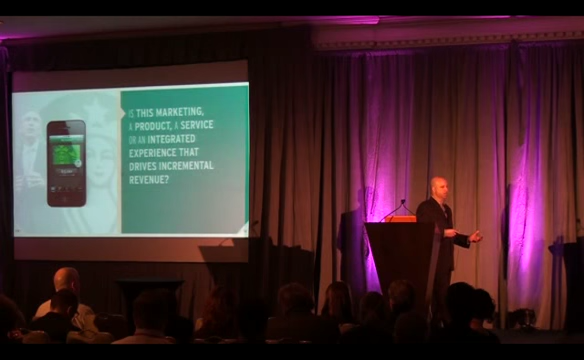 IS THIS MARKETING,
A PRODUCT, A SERVICE
OR AN INTEGRATED
EXPERIENCE THAT
DRIVES INCREMENTAL
REVENUE?